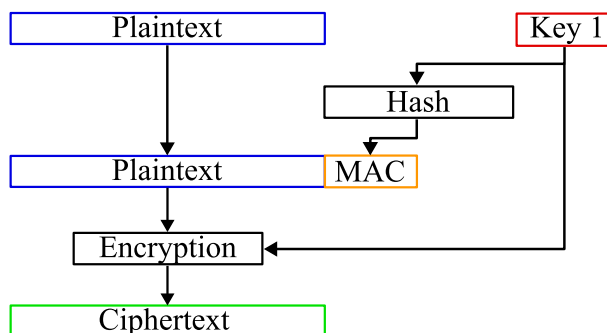 Plaintext
Key 1
Hash
Plaintext
MAC
Encryption
Ciphertext